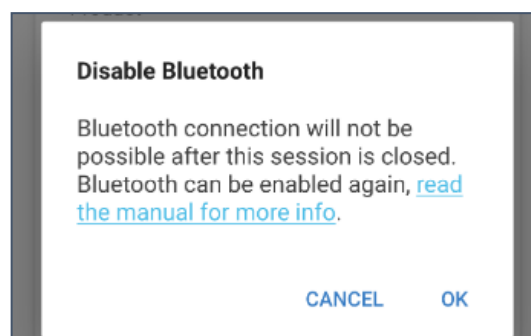 Disable Bluetooth
Bluetooth connection will not be
possible after this session is closed.
Bluetooth can be enabled again, read
the manual for more info.
CANCEL OK